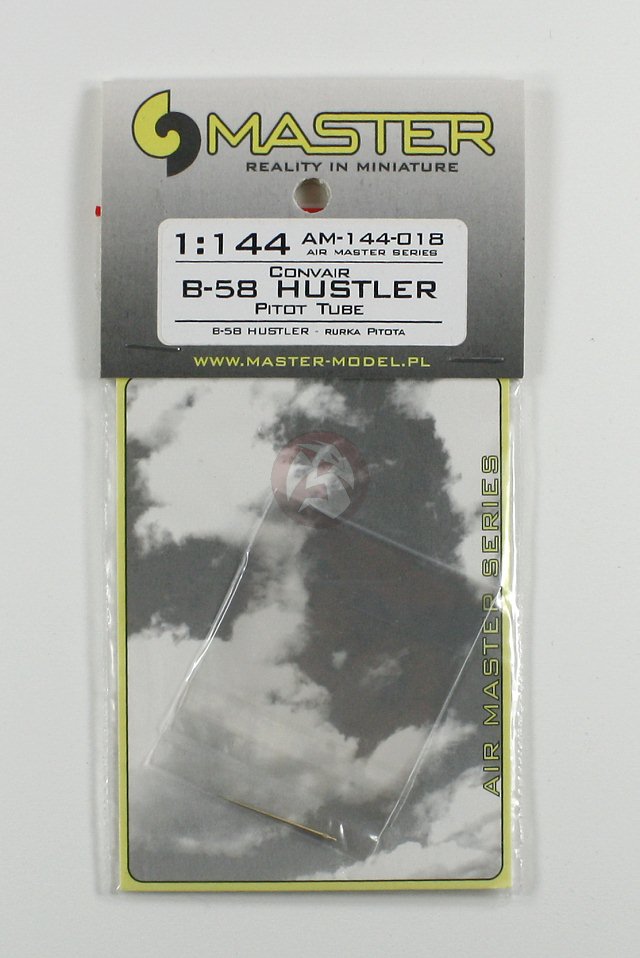 MASTER
REALITY IN MINIATURE
1:144 AM-144-018
AIR MASTER SERIES
CONVAIR
B-58 HUSTLER
PITOT TUBE
B-58 HUSTLER - RURKA PITOTA
WWW.MASTER-MODEL.PL
AIR MASTER SERIES